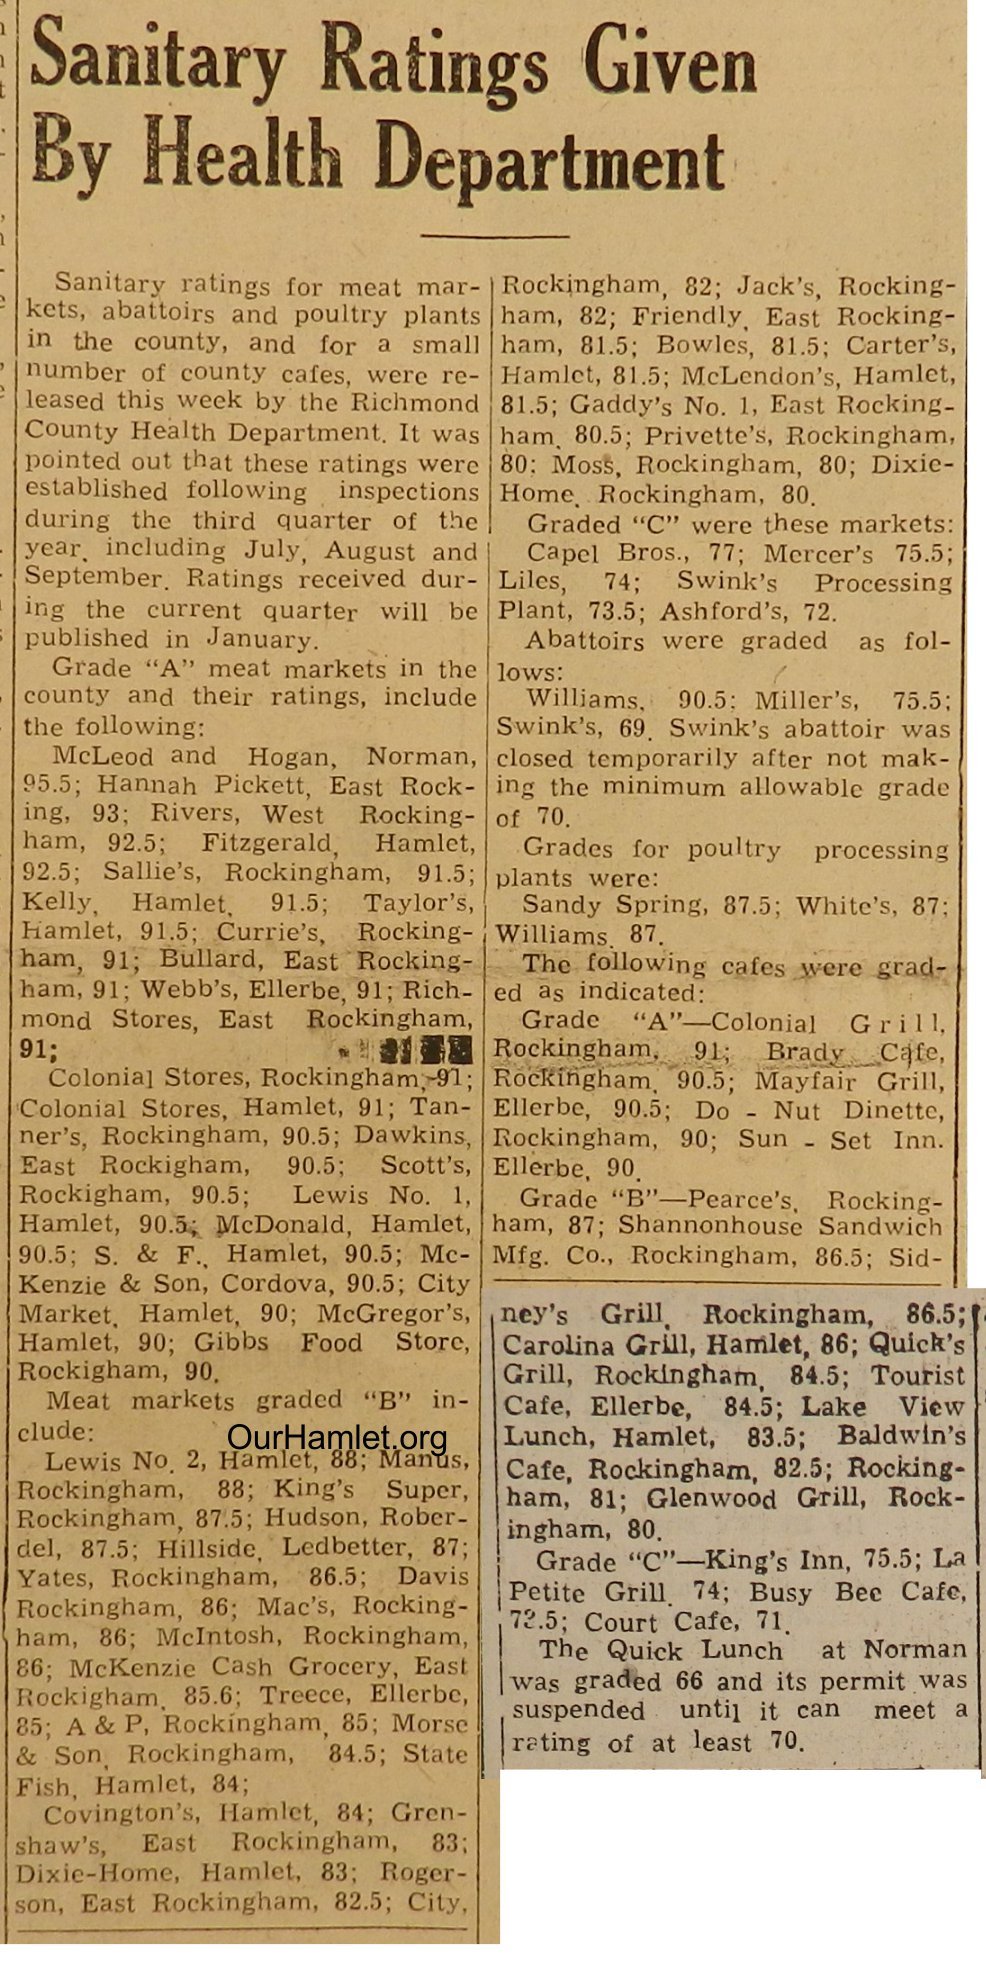 Sanitary Ratings Given
By Health Department
Sanitary ratings for meat mar-
kets, abattoirs and poultry plants
in the county, and for a small
number of county cafes, were re-
leased this week by the Richmond
County Health Department. It was
pointed out that these ratings were
established following inspections
during the third quarter of the
year, including July, August and
September. Ratings received dur-
ing the current quarter will be
published in January.
Grade "A" meat markets in the
county and their ratings, include
the following:
McLeod and Hogan, Norman,
95.5; Hannah Pickett, East Rock-
ing, 93; Rivers, West Rocking-
ham, 92.5; Fitzgerald, Hamlet,
92.5; Sallie's, Rockingham, 91.5;
Kelly, Hamlet, 91.5; Taylor's,
Hamlet, 91.5; Currie's, Rocking-
ham, 91; Bullard, East Rocking-
ham, 91; Webb's, Ellerbe, 91; Rich-
mond Stores, East Rockingham,
91;
Colonial Stores, Rockingham, 91;
Colonial Stores, Hamlet, 91; Tan-
ner's, Rockingham, 90.5; Dawkins,
East Rockigham, 90.5; Scott's,
Rockigham, 90.5; Lewis No. 1,
Hamlet, 90.5; McDonald, Hamlet,
90.5; S. & F., Hamlet, 90.5; Mc-
Kenzie & Son, Cordova, 90.5; City
Market, Hamlet, 90; McGregor's,
Hamlet, 90; Gibbs Food Store,
Rockigham, 90.
Meat markets graded "B" in-
clude:
OurHamlet.org
Lewis No. 2, Hamlet, 88; Manus,
Rockingham, 88; King's Super,
Rockingham, 87.5; Hudson, Rober-
del, 87.5; Hillside, Ledbetter, 87;
Yates, Rockingham, 86.5; Davis
Rockingham, 86; Mac's, Rocking-
ham, 86; McIntosh, Rockingham,
86; McKenzie Cash Grocery, East
Rockigham, 85.6; Treece, Ellerbe,
85; A & P, Rockingham, 85; Morse
& Son, Rockingham, 84.5; State
Fish, Hamlet, 84;
Covington's, Hamlet, 84; Gren-
shaw's, East Rockingham, 83;
Dixie-Home, Hamlet, 83; Roger-
son, East Rockingham, 82.5; City,
Rockingham, 82; Jack's, Rocking-
ham, 82; Friendly, East Rocking-
ham, 81.5; Bowles, 81.5; Carter's,
Hamlet, 81.5; McLendon's, Hamlet,
81.5; Gaddy's No. 1, East Rocking-
ham, 80.5; Privette's, Rockingham,
80; Moss, Rockingham, 80; Dixie-
Home, Rockingham, 80.
Graded "C" were these markets:
Capel Bros., 77; Mercer's 75.5;
Liles, 74; Swink's Processing
Plant, 73.5; Ashford's, 72.
Abattoirs were graded as fol-
lows:
Williams, 90.5; Miller's, 75.5;
Swink's, 69. Swink's abattoir was
closed temporarily after not mak-
ing the minimum allowable grade
of 70.
Grades for poultry processing
plants were:
Sandy Spring, 87.5; White's, 87;
Williams, 87.
The following cafes were grad-
ed as indicated:
Grade "A"—Colonial Grill,
Rockingham, 91; Brady Cafe,
Rockingham, 90.5; Mayfair Grill,
Ellerbe, 90.5; Do - Nut Dinette,
Rockingham, 90; Sun - Set Inn.
Ellerbe, 90.
Grade "B"—Pearce's, Rocking-
ham, 87; Shannonhouse Sandwich
Mfg. Co., Rockingham, 86.5; Sid-
ney's Grill, Rockingham, 86.5;
Carolina Grill, Hamlet, 86; Quick's
Grill, Rockingham, 84.5; Tourist
Cafe, Ellerbe, 84.5; Lake View
Lunch, Hamlet, 83.5; Baldwin's
Cafe, Rockingham, 82.5; Rocking-
ham, 81; Glenwood Grill, Rock-
ingham, 80.
Grade "C"—King's Inn, 75.5; La
Petite Grill, 74; Busy Bee Cafe,
73.5; Court Cafe, 71.
The Quick Lunch at Norman
was graded 66 and its permit was
suspended until it can meet a
rating of at least 70.